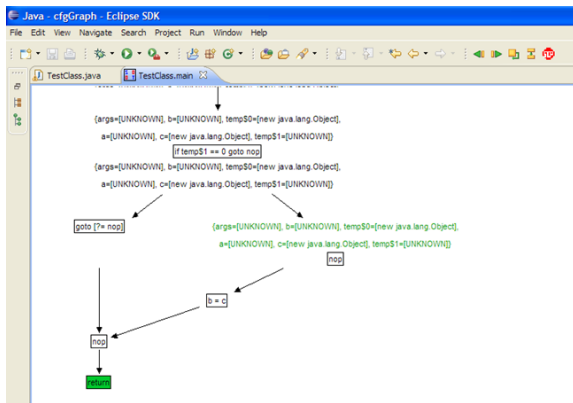 Java - cfgGraph - Eclipse SDK
File Edit View Navigate Search Project Run Window Help
TestClass.java TestClass.main
{args=[UNKNOWN], b=[UNKNOWN], temp$0=[new java.lang.Object],
a=[UNKNOWN], c=[new java.lang.Object], temp$1=[UNKNOWN]}
if temp$1 == 0 goto nop
{args=[UNKNOWN], b=[UNKNOWN], temp$0=[new java.lang.Object],
a=[UNKNOWN], c=[new java.lang.Object], temp$1=[UNKNOWN]}
goto [?= nop]
{args=[UNKNOWN], b=[UNKNOWN], temp$0=[new java.lang.Object],
a=[UNKNOWN], c=[new java.lang.Object], temp$1=[UNKNOWN]}
nop
b = c
nop
return